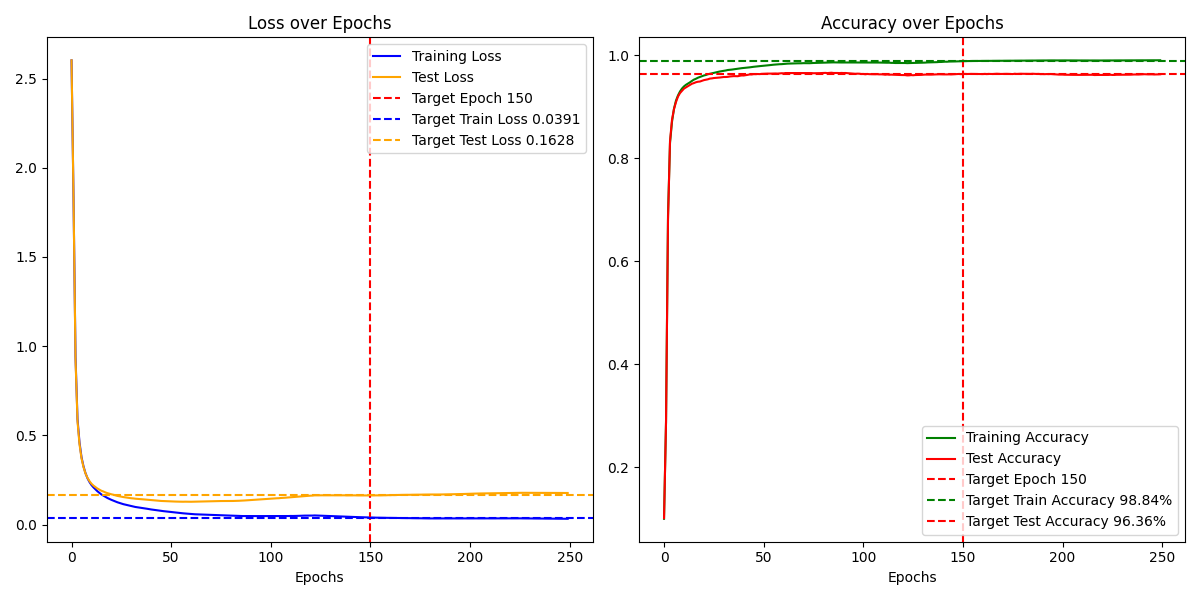 Loss over Epochs
2.5
2.0
1.5
1.0
0.5
0.0
Training Loss
Test Loss
Target Epoch 150
Target Train Loss 0.0391
Target Test Loss 0.1628
0 50 100 150 200 250
Epochs
Accuracy over Epochs
1.0
0.8
0.6
0.4
0.2
Training Accuracy
Test Accuracy
Target Epoch 150
Target Train Accuracy 98.84%
Target Test Accuracy 96.36%
0 50 100 150 200 250
Epochs